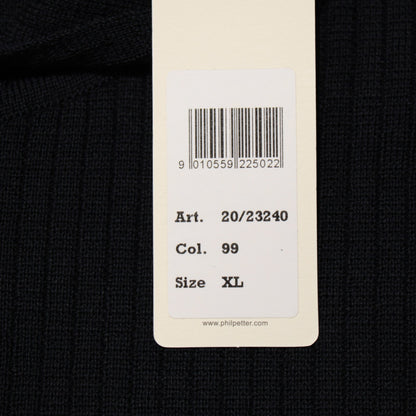 9 010559 225022
Art. 20/23240
Col. 99
Size XL
www.philpetter.com